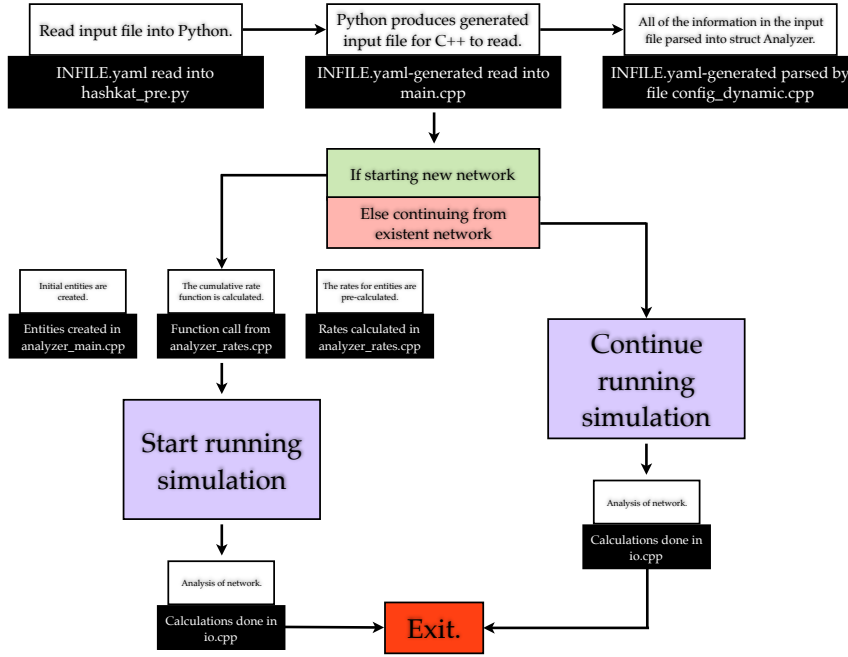 Read input file into Python.
INFILE.yaml read into
hashkat_pre.py
Python produces generated
input file for C++ to read.
INFILE.yaml-generated read into
main.cpp
All of the information in the input
file parsed into struct Analyzer.
INFILE.yaml-generated parsed by
file config_dynamic.cpp
If starting new network
Else continuing from
existent network
Initial entities are
created.
Entities created in
analyzer_main.cpp
The cumulative rate
function is calculated.
Function call from
analyzer_rates.cpp
The rates for entities are
pre-calculated.
Rates calculated in
analyzer_rates.cpp
Continue
running
simulation
Start running
simulation
Analysis of network.
Calculations done in
io.cpp
Analysis of network.
Calculations done in
io.cpp
Exit.